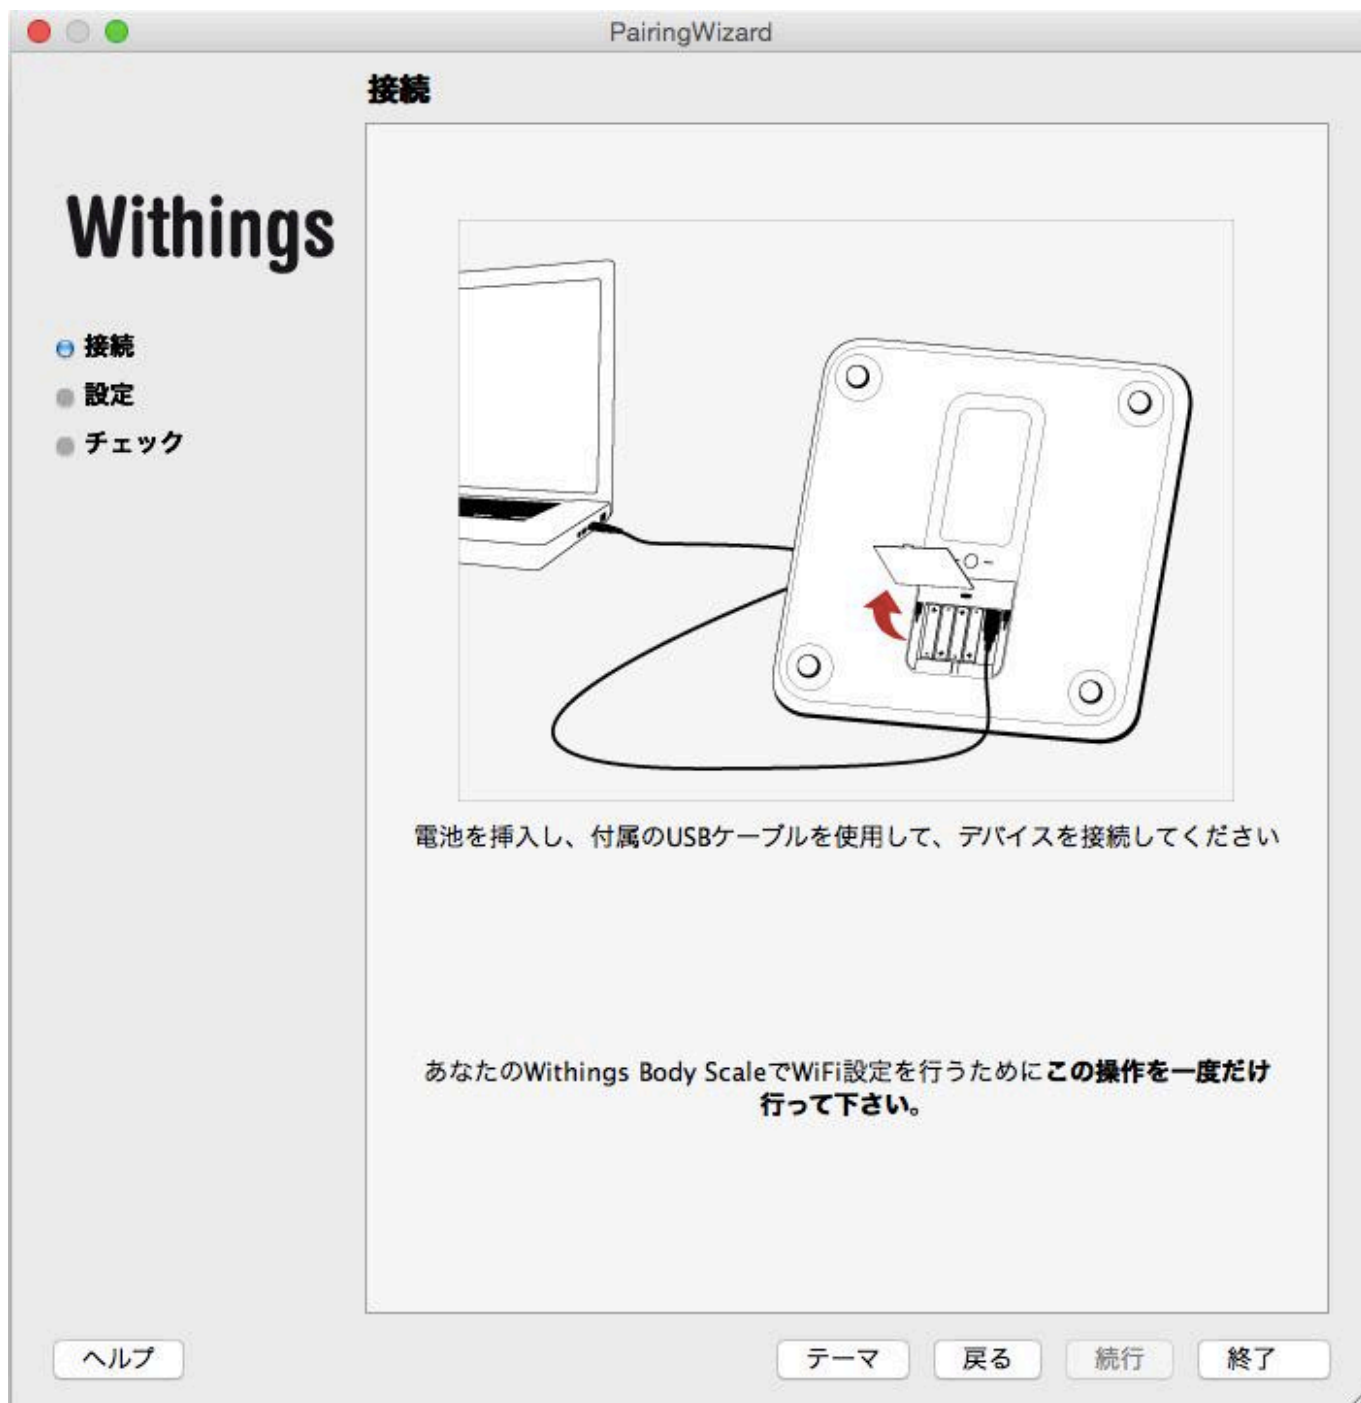 PairingWizard
接続
Withings
接続
設定
チェック
電池を挿入し、付属のUSBケーブルを使用して、デバイスを接続してください
あなたのWithings Body ScaleでWiFi設定を行うためにこの操作を一度だけ
行って下さい。
ヘルプ
テーマ
戻る
続行
終了